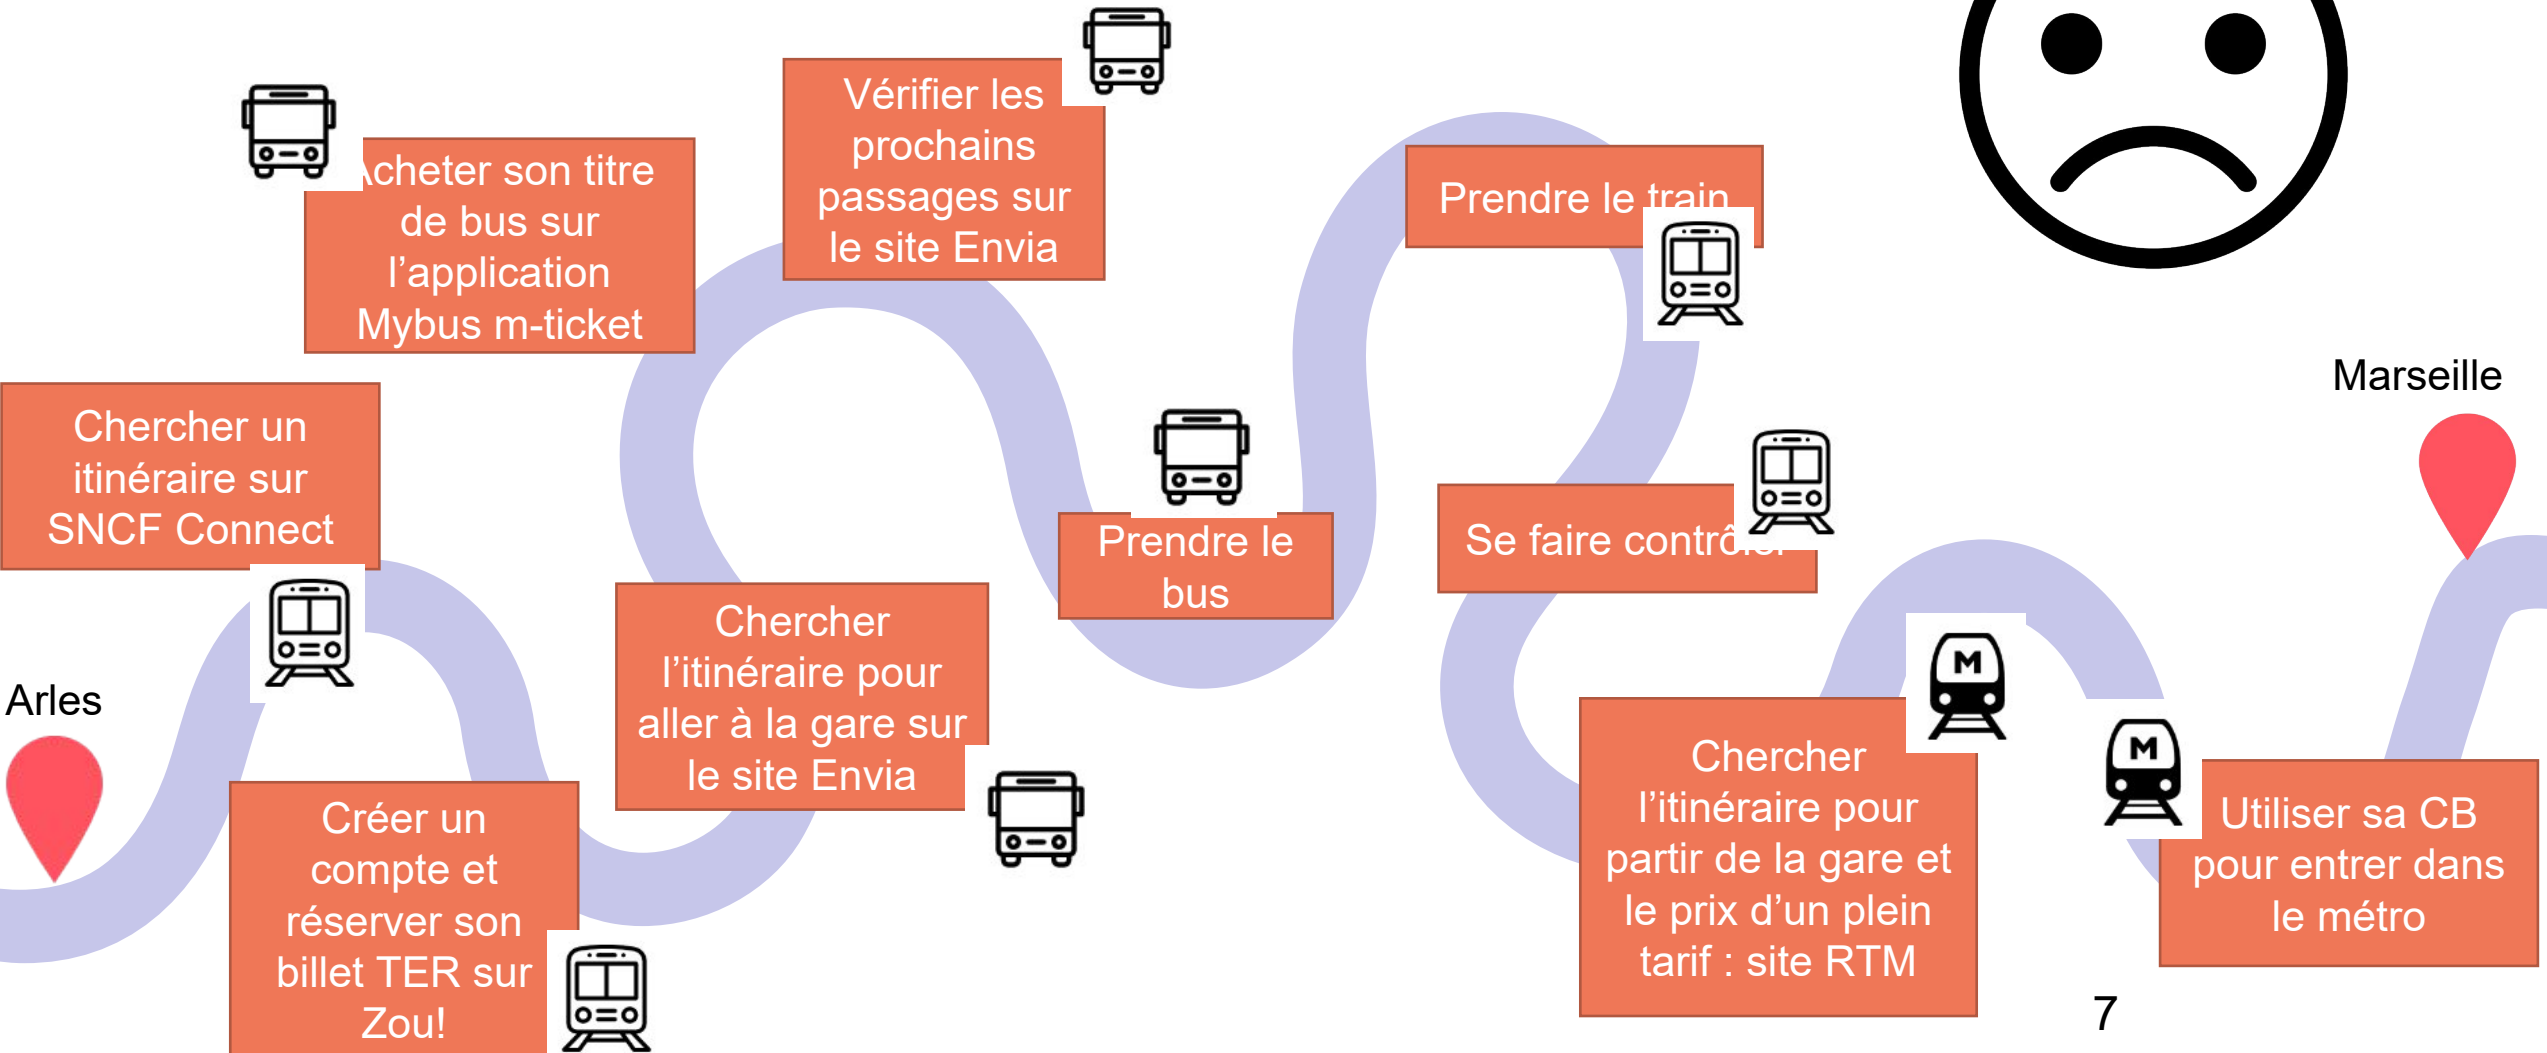 Arles
Chercher un
itinéraire sur
SNCF Connect
Créer un
compte et
réserver son
billet TER sur
Zou!
Chercher
l’itinéraire pour
aller à la gare sur
le site Envia
Acheter son titre
de bus sur
l’application
Mybus m-ticket
Vérifier les
prochains
passages sur
le site Envia
Prendre le
bus
Prendre le train
Se faire contrôler
M
Chercher
l’itinéraire pour
partir de la gare et
le prix d’un plein
tarif : site RTM
M
Utiliser sa CB
pour entrer dans
le métro
Marseille
7